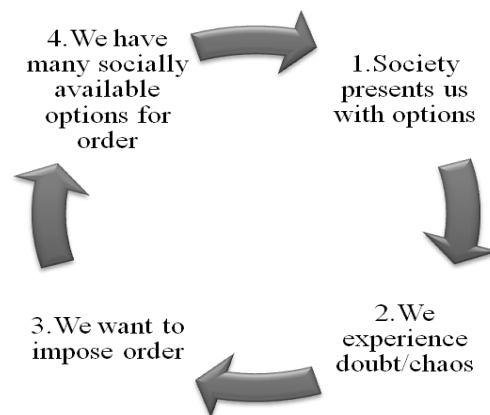 1.Society
presents us
with options
2.We
experience
doubt/chaos
3.We want to
impose order
4.We have
many socially
available
options for
order